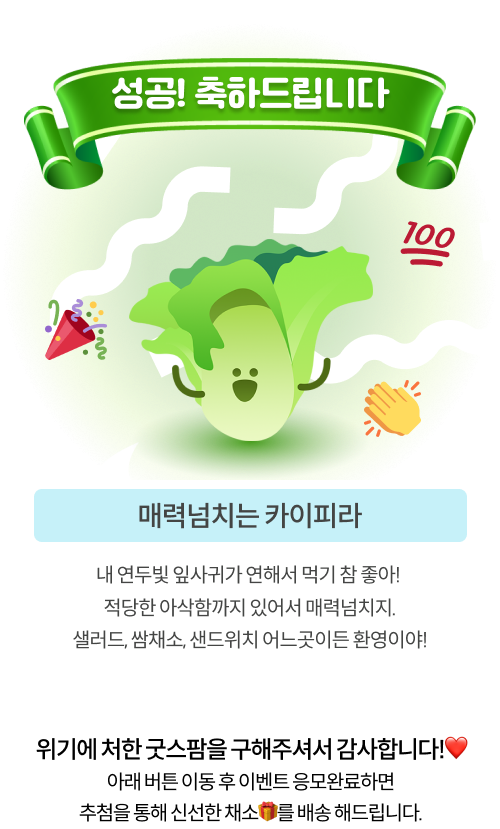 성공! 축하드립니다
100
매력넘치는 카이피라
내 연두빛 잎사귀가 연해서 먹기 참 좋아!
적당한 아삭함까지 있어서 매력넘치지.
샐러드, 쌈채소, 샌드위치 어느곳이든 환영이야!
위기에 처한 굿스팜을 구해주셔서 감사합니다!❤️
아래 버튼 이동 후 이벤트 응모완료하면
추첨을 통해 신선한 채소🎁를 배송 해드립니다.